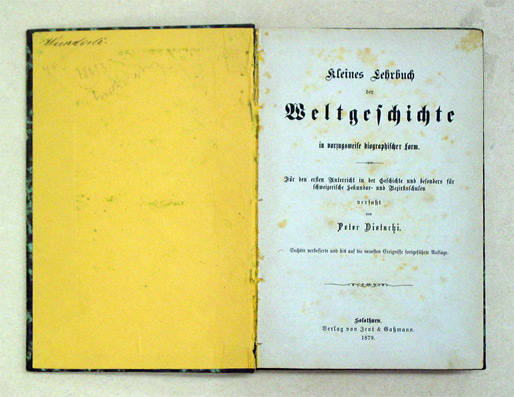 Kleines Lehrbuch
der
Weltgeschichte
in vorzugsweise biographischer Form.
Für den ersten Unterricht in der Geschichte und besonders für
schweizerische Sekundar- und Bezirksschulen
verfaßt
von
Peter Dietschi.
Sechste verbesserte und bis auf die neuesten Ereignisse fortgeführte Auflage.
Solothurn.
Verlag von Jent & Gaßmann.
1879.